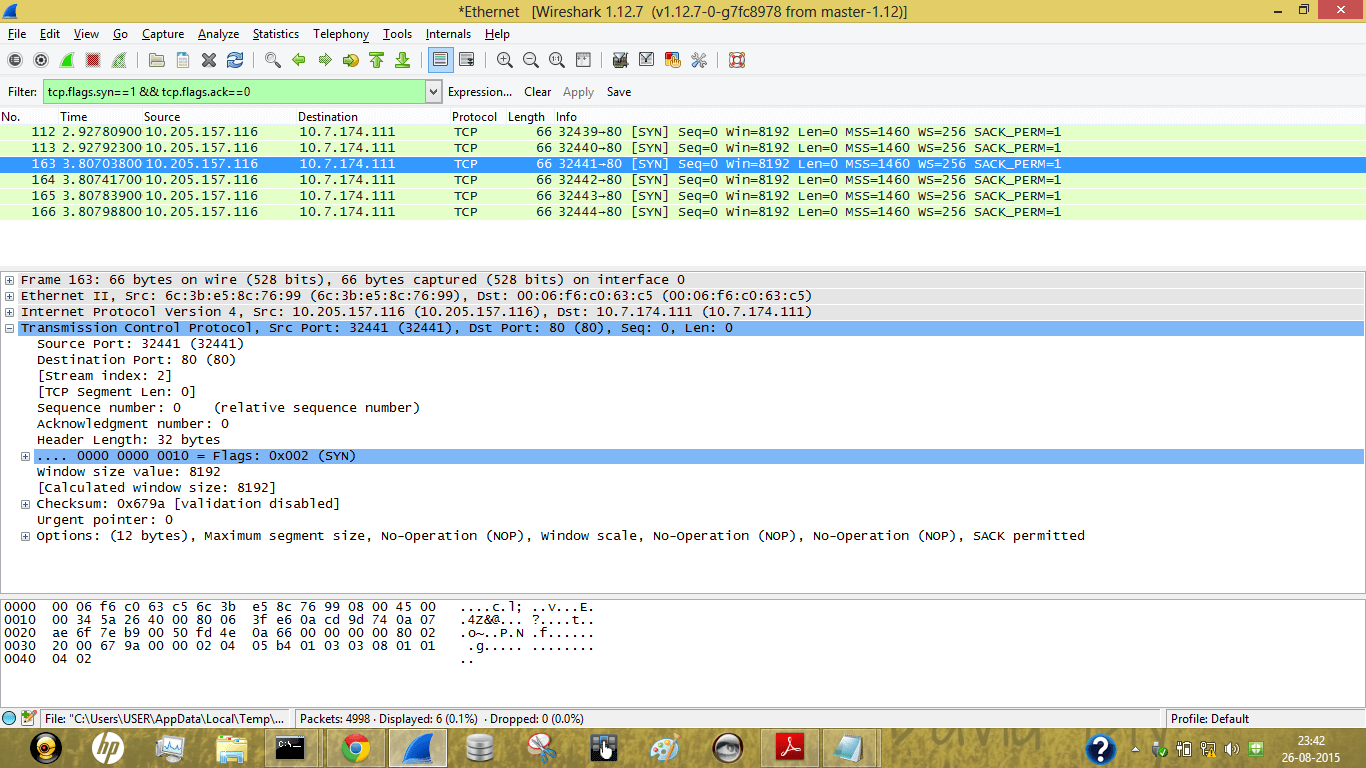 *Ethernet [Wireshark 1.12.7 (v1.12.7-0-g7fc8978 from master-1.12)]
File Edit View Go Capture Analyze Statistics Telephony Tools Internals Help
Filter: tcp.flags.syn==1 && tcp.flags.ack==0 Expression... Clear Apply Save
No. Time Source Destination Protocol Length Info
112 2.92780900 10.205.157.116 10.7.174.111 TCP 66 32439→80 [SYN] Seq=0 Win=8192 Len=0 MSS=1460 WS=256 SACK_PERM=1
113 2.92792300 10.205.157.116 10.7.174.111 TCP 66 32440→80 [SYN] Seq=0 Win=8192 Len=0 MSS=1460 WS=256 SACK_PERM=1
163 3.80703800 10.205.157.116 10.7.174.111 TCP 66 32441→80 [SYN] Seq=0 Win=8192 Len=0 MSS=1460 WS=256 SACK_PERM=1
164 3.80741700 10.205.157.116 10.7.174.111 TCP 66 32442→80 [SYN] Seq=0 Win=8192 Len=0 MSS=1460 WS=256 SACK_PERM=1
165 3.80783900 10.205.157.116 10.7.174.111 TCP 66 32443→80 [SYN] Seq=0 Win=8192 Len=0 MSS=1460 WS=256 SACK_PERM=1
166 3.80798800 10.205.157.116 10.7.174.111 TCP 66 32444→80 [SYN] Seq=0 Win=8192 Len=0 MSS=1460 WS=256 SACK_PERM=1
Frame 163: 66 bytes on wire (528 bits), 66 bytes captured (528 bits) on interface 0
Ethernet II, Src: 6c:3b:e5:8c:76:99 (6c:3b:e5:8c:76:99), Dst: 00:06:f6:c0:63:c5 (00:06:f6:c0:63:c5)
Internet Protocol Version 4, Src: 10.205.157.116 (10.205.157.116), Dst: 10.7.174.111 (10.7.174.111)
Transmission Control Protocol, Src Port: 32441 (32441), Dst Port: 80 (80), Seq: 0, Len: 0
Source Port: 32441 (32441)
Destination Port: 80 (80)
[Stream index: 2]
[TCP Segment Len: 0]
Sequence number: 0 (relative sequence number)
Acknowledgment number: 0
Header Length: 32 bytes
.... 0000 0000 0010 = Flags: 0x002 (SYN)
Window size value: 8192
[Calculated window size: 8192]
Checksum: 0x679a [validation disabled]
Urgent pointer: 0
Options: (12 bytes), Maximum segment size, No-Operation (NOP), Window scale, No-Operation (NOP), No-Operation (NOP), SACK permitted
0000 00 06 f6 c0 63 c5 6c 3b e5 8c 76 99 08 00 45 00 ....c.l; ..v...E.
0010 00 34 5a 26 40 00 80 06 3f e6 0a cd 9d 74 0a 07 .4Z&@... ?....t..
0020 ae 6f 7e b9 00 50 fd 4e 0a 66 00 00 00 00 80 02 .o~..P.N .f......
0030 20 00 67 9a 00 00 02 04 05 b4 01 03 03 08 01 01 .g..... ........
0040 04 02 ..
File: "C:\Users\USER\AppData\Local\Temp\... Packets: 4998 · Displayed: 6 (0.1%) · Dropped: 0 (0.0%) Profile: Default
hp
C:\_
?
23:42
26-08-2015